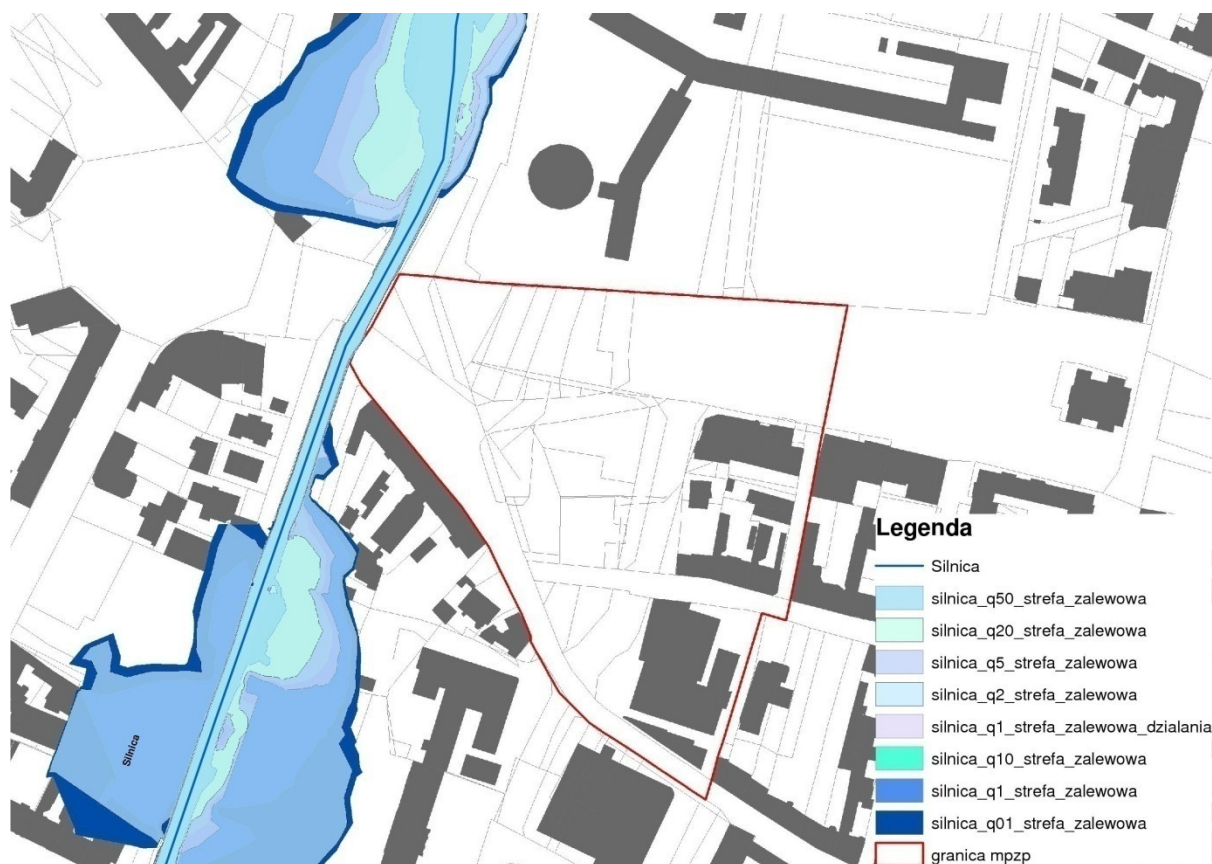 Silnica
Legenda
Silnica
silnica_q50_strefa_zalewowa
silnica_q20_strefa_zalewowa
silnica_q5_strefa_zalewowa
silnica_q2_strefa_zalewowa
silnica_q1_strefa_zalewowa_dzialania
silnica_q10_strefa_zalewowa
silnica_q1_strefa_zalewowa
silnica_q01_strefa_zalewowa
granica mpzp